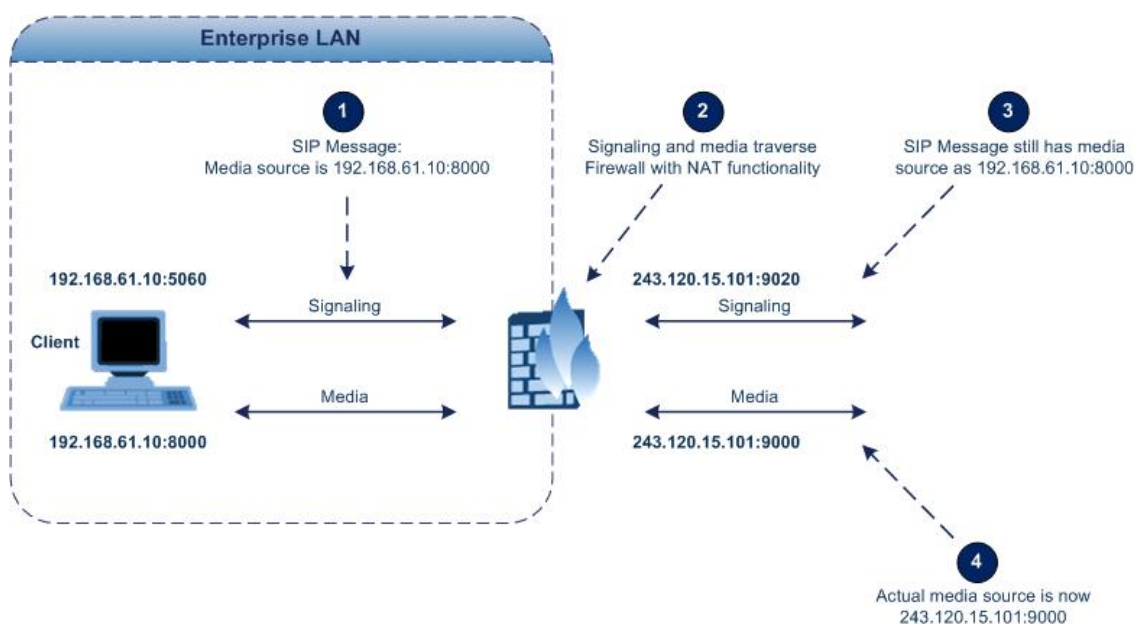 Enterprise LAN
1
SIP Message:
Media source is 192.168.61.10:8000
2
Signaling and media traverse
Firewall with NAT functionality
3
SIP Message still has media
source as 192.168.61.10:8000
192.168.61.10:5060
Signaling
243.120.15.101:9020
Signaling
Client
Media
Media
192.168.61.10:8000
243.120.15.101:9000
4
Actual media source is now
243.120.15.101:9000